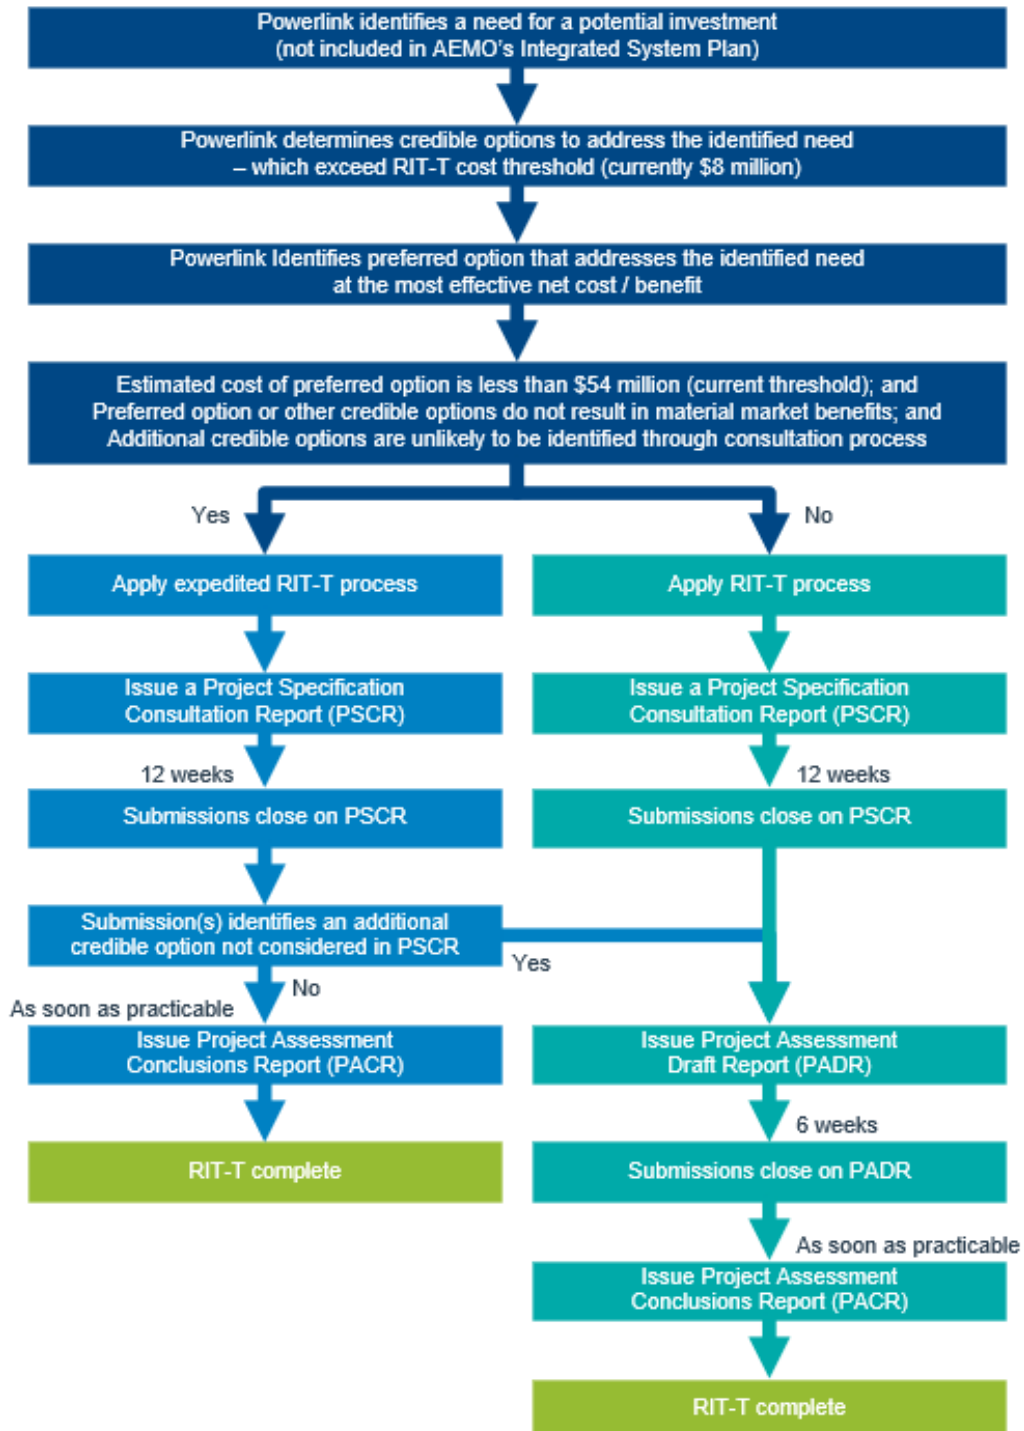 Powerlink identifies a need for a potential investment
(not included in AEMO's Integrated System Plan)
Powerlink determines credible options to address the identified need
– which exceed RIT-T cost threshold (currently $8 million)
Powerlink Identifies preferred option that addresses the identified need
at the most effective net cost / benefit
Estimated cost of preferred option is less than $54 million (current threshold); and
Preferred option or other credible options do not result in material market benefits; and
Additional credible options are unlikely to be identified through consultation process
Yes
No
Apply expedited RIT-T process
Apply RIT-T process
Issue a Project Specification
Consultation Report (PSCR)
Issue a Project Specification
Consultation Report (PSCR)
12 weeks
12 weeks
Submissions close on PSCR
Submissions close on PSCR
Submission(s) identifies an additional
credible option not considered in PSCR
Yes
No
As soon as practicable
Issue Project Assessment
Conclusions Report (PACR)
Issue Project Assessment
Draft Report (PADR)
6 weeks
RIT-T complete
Submissions close on PADR
As soon as practicable
Issue Project Assessment
Conclusions Report (PACR)
RIT-T complete